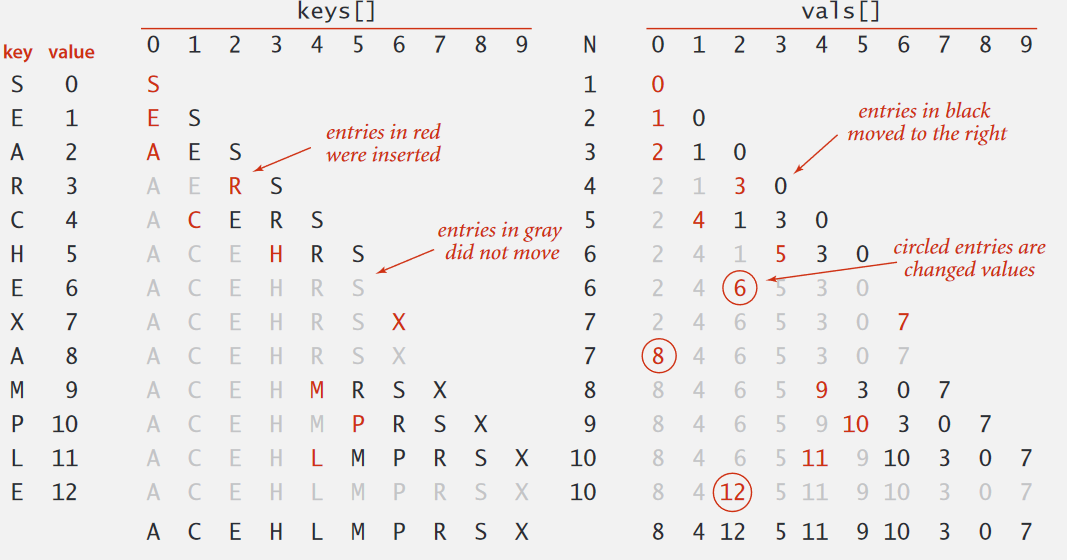 keys[] vals[]
key value 0 1 2 3 4 5 6 7 8 9 N 0 1 2 3 4 5 6 7 8 9
S 0 S 1 0
E 1 E S 2 1 0
entries in red were inserted
entries in black moved to the right
A 2 A E S 3 2 1 0
R 3 A E R S 4 2 1 3 0
C 4 A C E R S 5 2 4 1 3 0
entries in gray did not move
circled entries are changed values
H 5 A C E H R S 6 2 4 1 5 3 0
E 6 A C E H R S 6 2 4 6 5 3 0
X 7 A C E H R S X 7 2 4 6 5 3 0 7
A 8 A C E H R S X 7 8 4 6 5 3 0 7
M 9 A C E H M R S X 8 8 4 6 5 9 3 0 7
P 10 A C E H M P R S X 9 8 4 6 5 9 10 3 0 7
L 11 A C E H L M P R S X 10 8 4 6 5 11 9 10 3 0 7
E 12 A C E H L M P R S X 10 8 4 12 5 11 9 10 3 0 7
A C E H L M P R S X 8 4 12 5 11 9 10 3 0 7